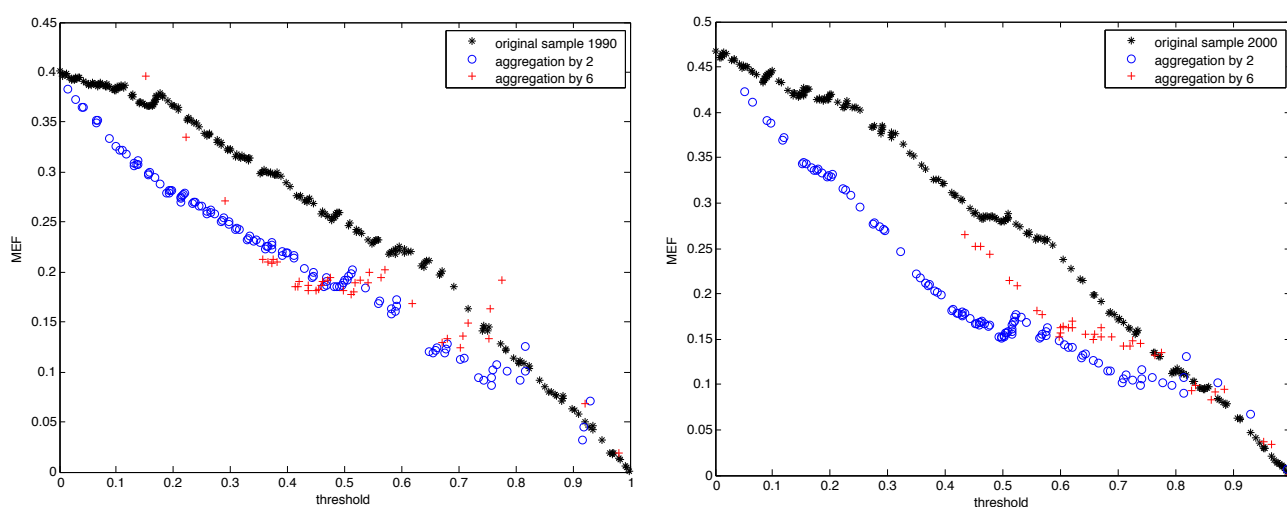 0.45
0.4
0.35
0.3
0.25
0.2
0.15
0.1
0.05
0
MEF
0 0.1 0.2 0.3 0.4 0.5 0.6 0.7 0.8 0.9 1
threshold
original sample 1990
aggregation by 2
aggregation by 6
0.5
0.45
0.4
0.35
0.3
0.25
0.2
0.15
0.1
0.05
0
MEF
0 0.1 0.2 0.3 0.4 0.5 0.6 0.7 0.8 0.9
threshold
original sample 2000
aggregation by 2
aggregation by 6